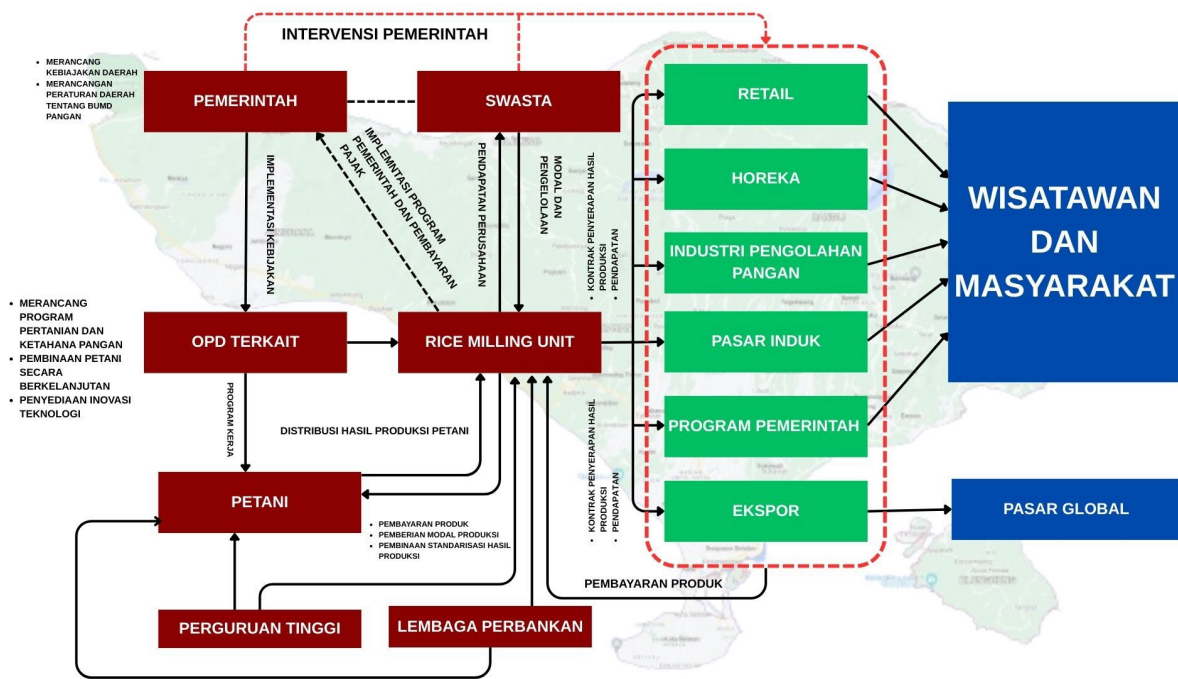 INTERVENSI PEMERINTAH
• MERANCANG
KEBIAJAKAN DAERAH
• MERANCANGAN
PERATURAN DAERAH
TENTANG BUMD
PANGAN
PEMERINTAH
SWASTA
IMPLEMENTASI KEBIJAKAN
IMPLEMNTASI PROGRAM
PEMERINTAH DAN PEMBAYARAN
PAJAK
PENDAPATAN PERUSAHAAN
MODAL DAN
PENGELOLAAN
• KONTRAK PENYERAPAN HASIL
PRODUKSI
• PENDAPATAN
RETAIL
HOREKA
INDUSTRI PENGOLAHAN
PANGAN
PASAR INDUK
PROGRAM PEMERINTAH
EKSPOR
WISATAWAN
DAN
MASYARAKAT
PASAR GLOBAL
• MERANCANG
PROGRAM
PERTANIAN DAN
KETAHANA PANGAN
• PEMBINAAN PETANI
SECARA
BERKELANJUTAN
• PENYEDIAAN INOVASI
TEKNOLOGI
OPD TERKAIT
RICE MILLING UNIT
PROGRAM KERJA
DISTRIBUSI HASIL PRODUKSI PETANI
• KONTRAK PENYERAPAN HASIL
PRODUKSI
• PENDAPATAN
PETANI
• PEMBAYARAN PRODUK
• PEMBERIAN MODAL PRODUKSI
• PEMBINAAN STANDARISASI HASIL
PRODUKSI
PEMBAYARAN PRODUK
PERGURUAN TINGGI
LEMBAGA PERBANKAN